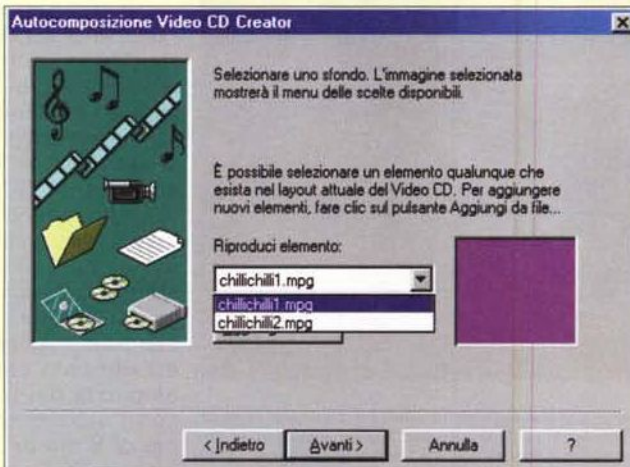 Autocomposizione Video CD Creator
Selezionare uno sfondo. L'immagine selezionata
mostrerà il menu delle scelte disponibili.
È possibile selezionare un elemento qualunque che
esista nel layout attuale del Video CD. Per aggiungere
nuovi elementi, fare clic sul pulsante Aggiungi da file...
Riproduci elemento:
chillichilli1.mpg
chillichilli1.mpg
chillichilli2.mpg
< Indietro
Avanti >
Annulla
?